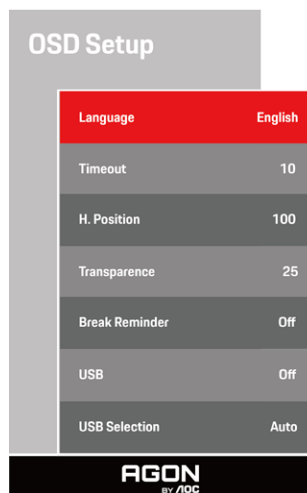 OSD Setup
Language English
Timeout 10
H. Position 100
Transparence 25
Break Reminder Off
USB Off
USB Selection Auto
AGON
BY AOC